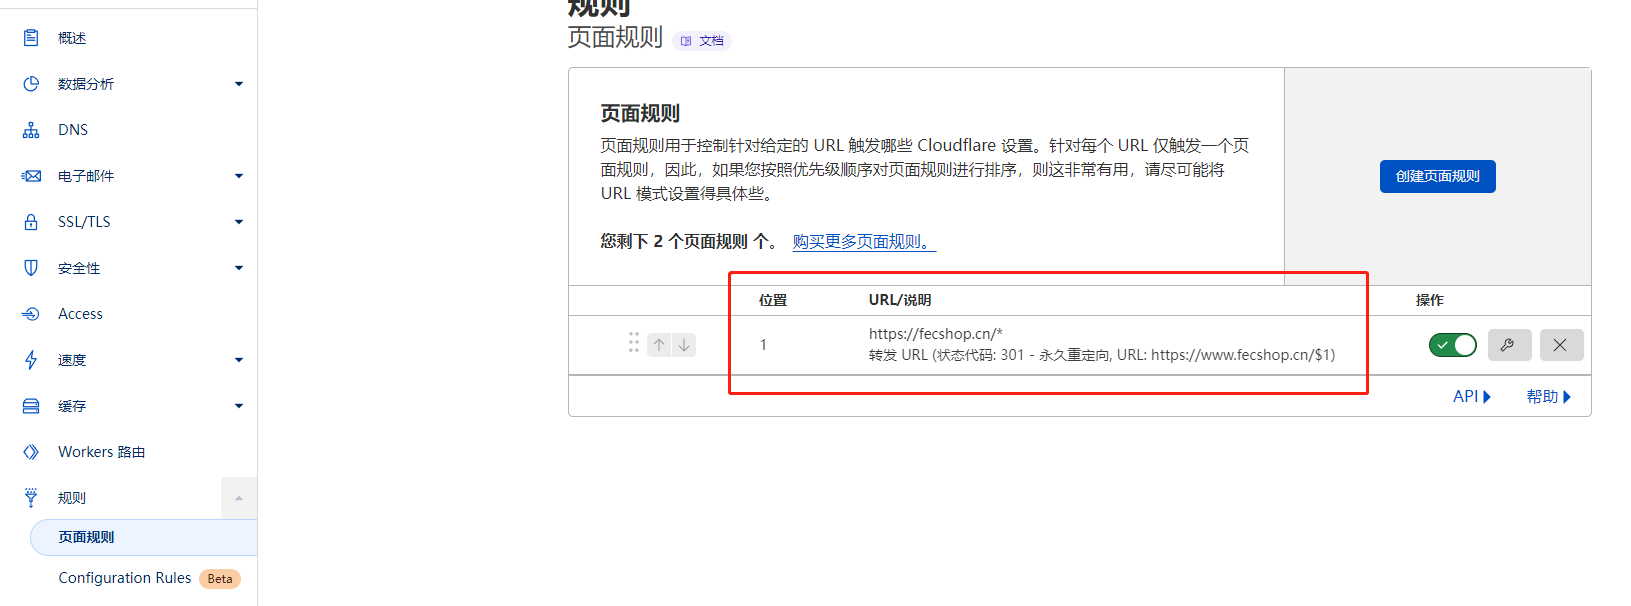 规则
页面规则 文档
概述
数据分析
DNS
电子邮件
SSL/TLS
安全性
Access
速度
缓存
Workers 路由
规则
页面规则
Configuration Rules Beta
页面规则
页面规则用于控制针对给定的 URL 触发哪些 Cloudflare 设置。针对每个 URL 仅触发一个页
面规则，因此，如果您按照优先级顺序对页面规则进行排序，则这非常有用，请尽可能将
URL 模式设置得具体些。
您剩下 2 个页面规则 个。 购买更多页面规则。
创建页面规则
位置 URL/说明 操作
1 https://fecshop.cn/*
转发 URL (状态代码: 301 - 永久重定向, URL: https://www.fecshop.cn/$1)
API 帮助